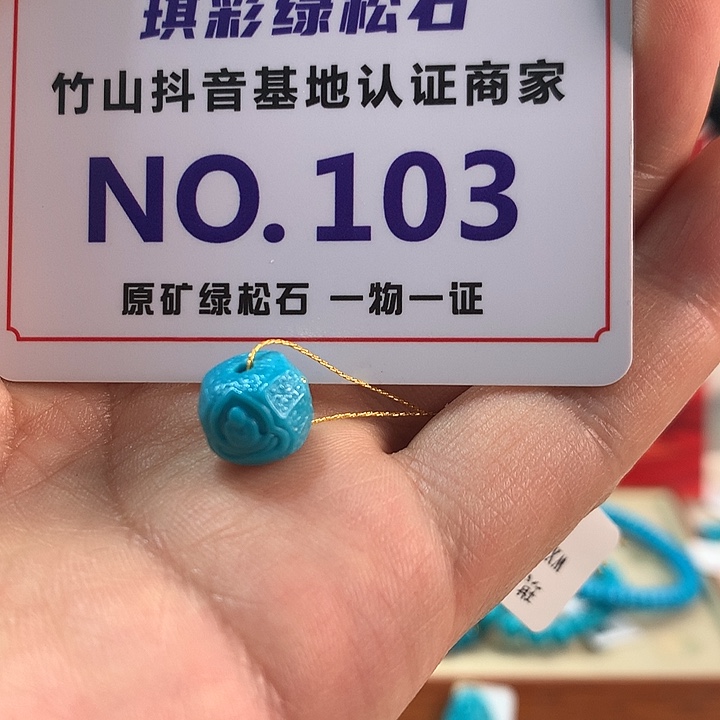 琪彩绿松石
竹山抖音基地认证商家
NO.103
原矿绿松石 一物一证